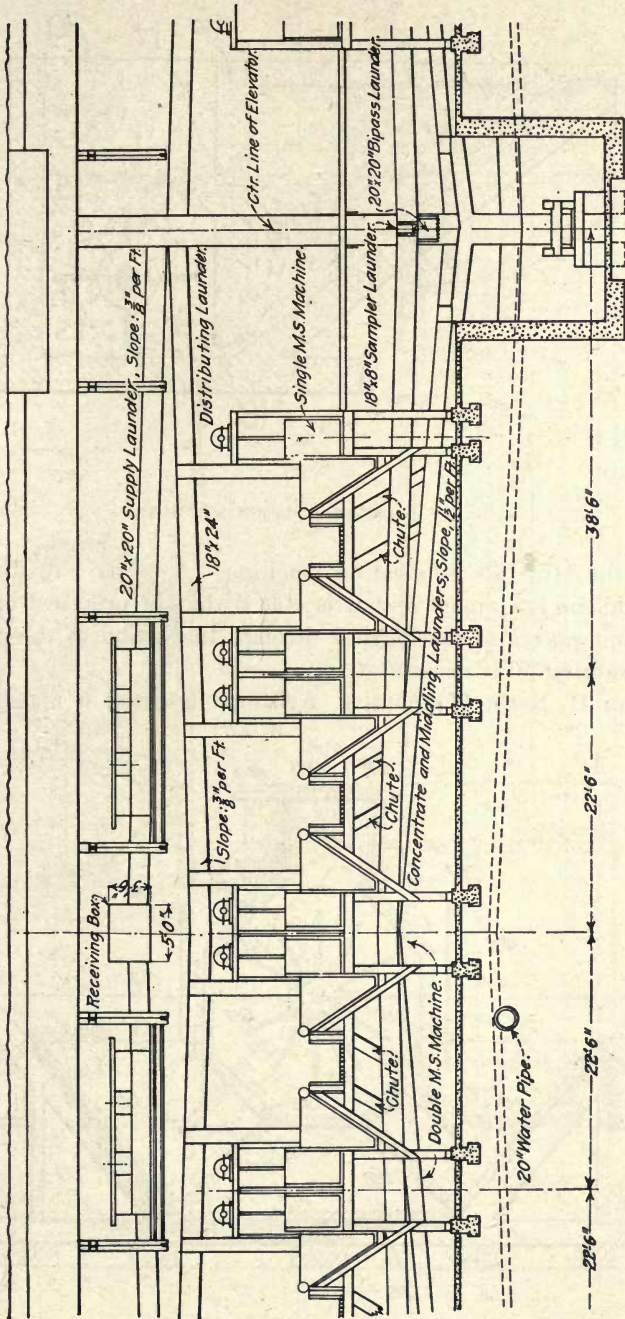 Receiving Box
3'6"
5'0"
20"x20" Supply Launder, Slope: 3/8" per Ft.
18"x24"
Slope: 3/8" per Ft.
Distributing Launder
Ctr. Line of Elevator
Single M.S. Machine
18"x8" Sampler Launder
20"x20" Bipass Launder
Chute
Chute
Chute
Concentrate and Middling Launders; Slope, 1/2" per Ft.
Double M.S. Machine
20" Water Pipe
22'6"
22'6"
22'6"
38'6"